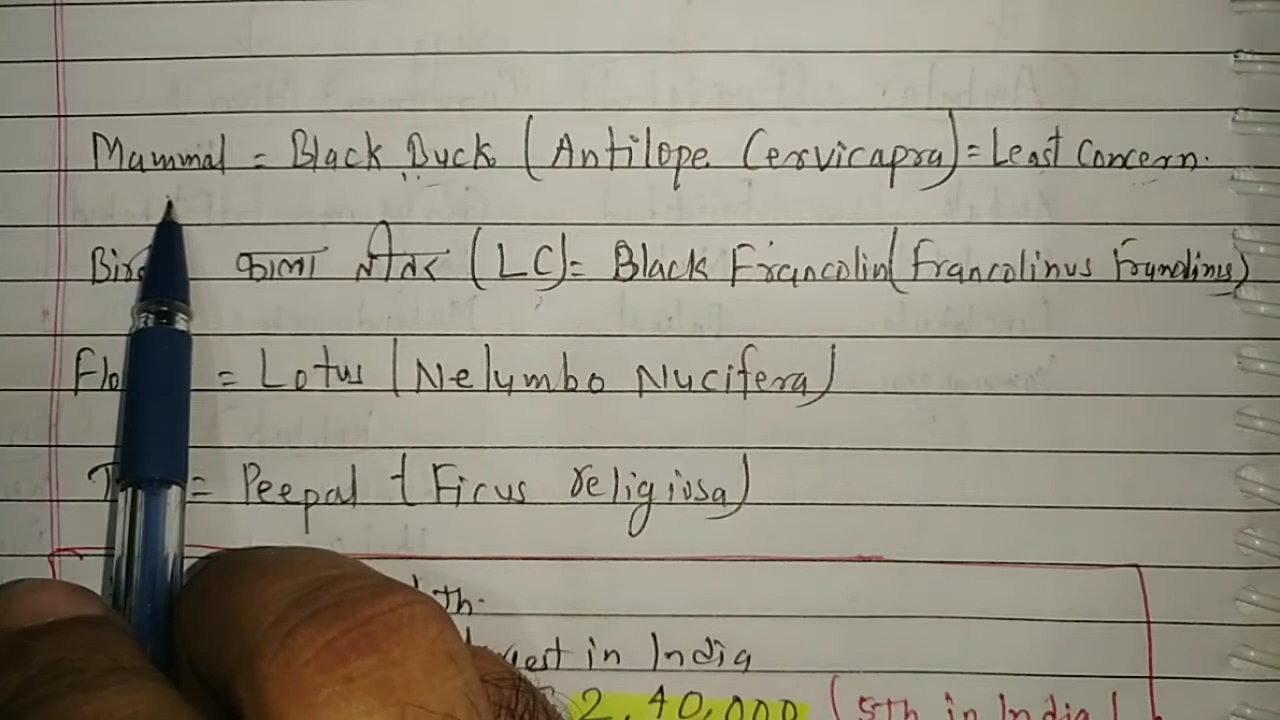 Mammal = Black Buck (Antilope Cervicapra) = Least Concern.
Bird काला तीतर (LC) = Black Francolin (Francolinus Francolinus)
= Lotus (Nelumbo Nucifera)
= Peepal (Ficus religiosa)
in India
2,40,000 (5th in India)